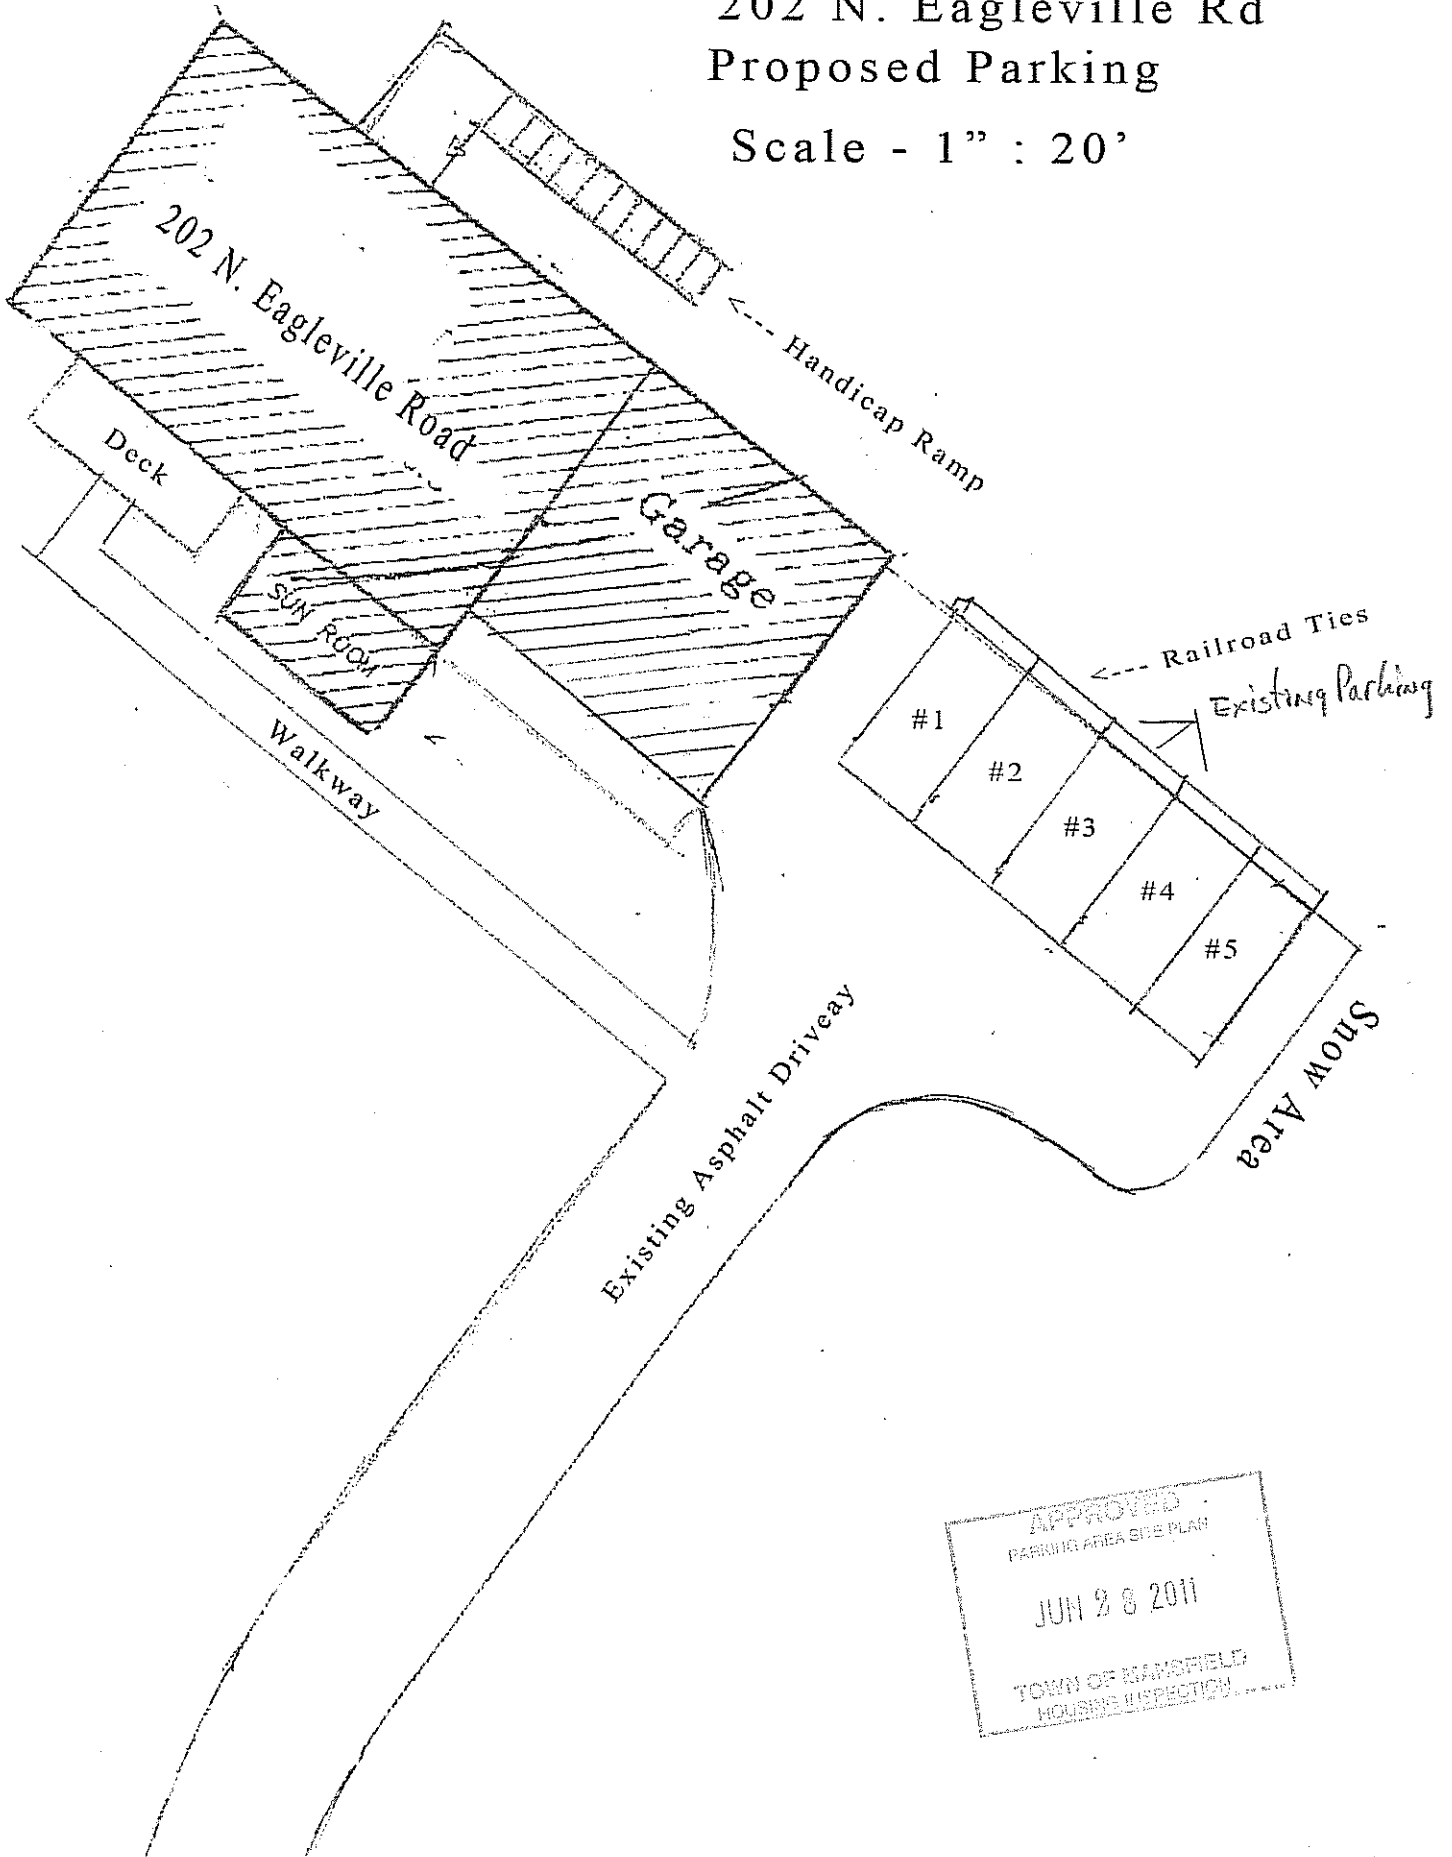 202 N. Eagleville Rd
Proposed Parking
Scale - 1” : 20’
202 N. Eagleville Road
<--- Handicap Ramp
Deck
Garage
SUN ROOM
<--- Railroad Ties
Existing Parking
Walkway
#1
#2
#3
#4
#5
Snow Area
Existing Asphalt Driveay
APPROVED
PARKING AREA SITE PLAN
JUN 28 2011
TOWN OF MANSFIELD
HOUSING INSPECTION